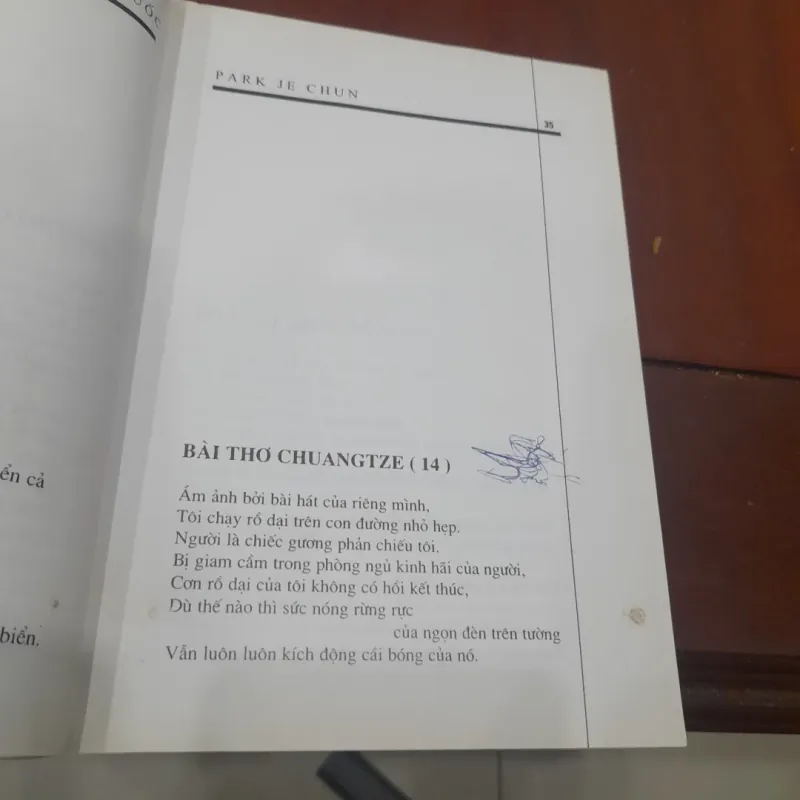 PARK JE CHUN
35
ển cả
biển.
BÀI THƠ CHUANGTZE ( 14 )
Ám ảnh bởi bài hát của riêng mình,
Tôi chạy rồ dại trên con đường nhỏ hẹp.
Người là chiếc gương phản chiếu tôi.
Bị giam cầm trong phòng ngủ kinh hãi của người,
Cơn rồ dại của tôi không có hồi kết thúc,
Dù thế nào thì sức nóng rừng rực
của ngọn đèn trên tường
Vẫn luôn luôn kích động cái bóng của nó.